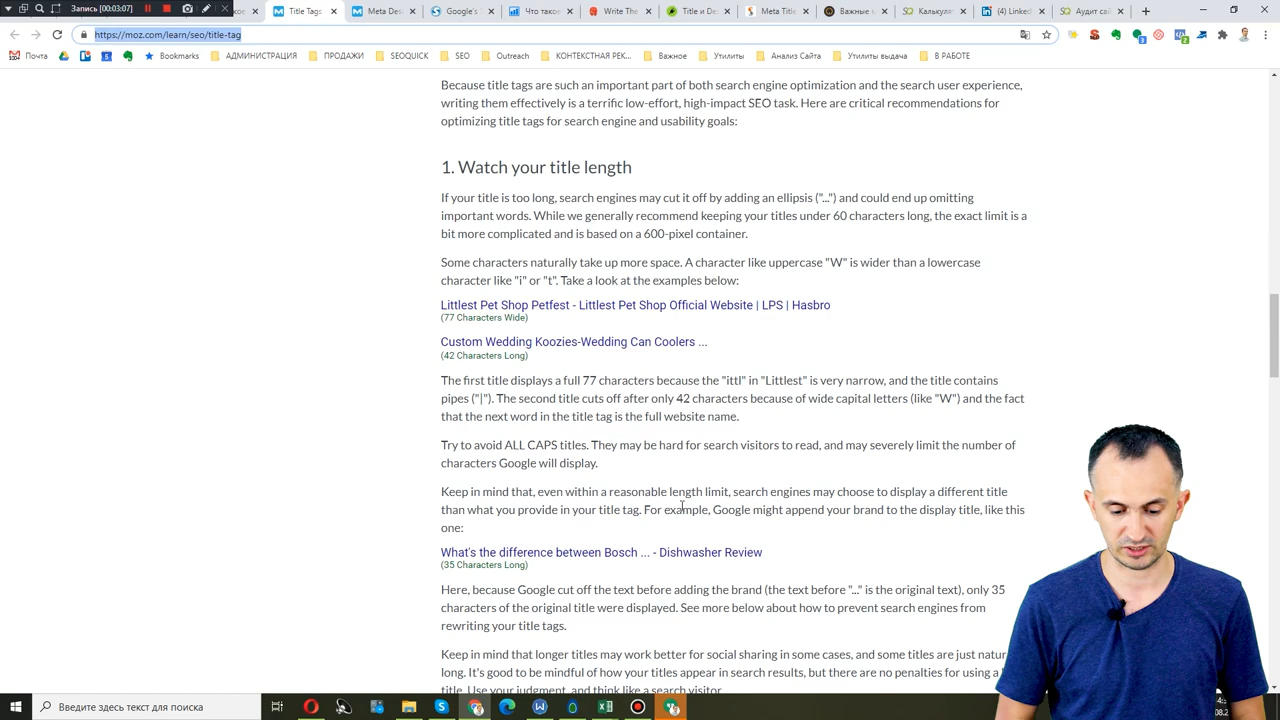 Запись [00:03:07]
Title Tags
Meta Des
Google's
Что такое
Write The
Title и De
Meta Title
Важные
Калькуля
(4) Linked
Аудит сай
https://moz.com/learn/seo/title-tag
Почта
Bookmarks
АДМИНИСТРАЦИЯ
ПРОДАЖИ
SEOQUICK
SEO
Outreach
КОНТЕКСТНАЯ РЕК...
Важное
Утилиты
Анализ Сайта
Утилиты выдача
В РАБОТЕ
Because title tags are such an important part of both search engine optimization and the search user experience,
writing them effectively is a terrific low-effort, high-impact SEO task. Here are critical recommendations for
optimizing title tags for search engine and usability goals:
1. Watch your title length
If your title is too long, search engines may cut it off by adding an ellipsis ("...") and could end up omitting
important words. While we generally recommend keeping your titles under 60 characters long, the exact limit is a
bit more complicated and is based on a 600-pixel container.
Some characters naturally take up more space. A character like uppercase "W" is wider than a lowercase
character like "i" or "t". Take a look at the examples below:
Littlest Pet Shop Petfest - Littlest Pet Shop Official Website | LPS | Hasbro
(77 Characters Wide)
Custom Wedding Koozies-Wedding Can Coolers ...
(42 Characters Long)
The first title displays a full 77 characters because the "ittl" in "Littlest" is very narrow, and the title contains
pipes ("|"). The second title cuts off after only 42 characters because of wide capital letters (like "W") and the fact
that the next word in the title tag is the full website name.
Try to avoid ALL CAPS titles. They may be hard for search visitors to read, and may severely limit the number of
characters Google will display.
Keep in mind that, even within a reasonable length limit, search engines may choose to display a different title
than what you provide in your title tag. For example, Google might append your brand to the display title, like this
one:
What's the difference between Bosch ... - Dishwasher Review
(35 Characters Long)
Here, because Google cut off the text before adding the brand (the text before "..." is the original text), only 35
characters of the original title were displayed. See more below about how to prevent search engines from
rewriting your title tags.
Keep in mind that longer titles may work better for social sharing in some cases, and some titles are just natur
long. It's good to be mindful of how your titles appear in search results, but there are no penalties for using a
title. Use your judgment, and think like a search visitor
Введите здесь текст для поиска